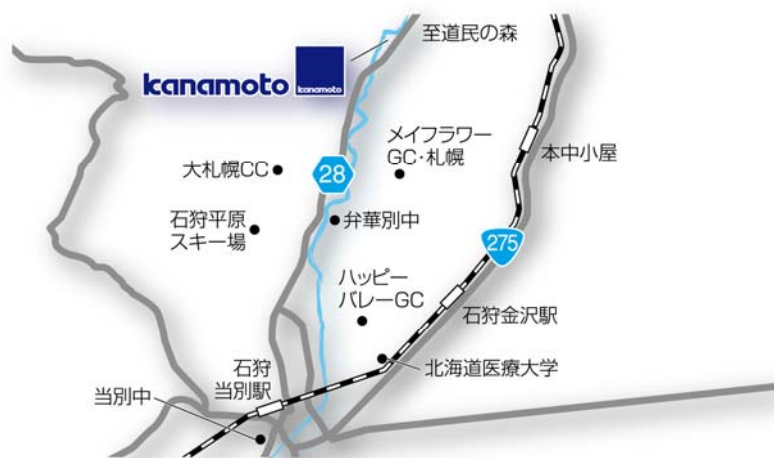 至道民の森
kanamoto
kanamoto
メイフラワー
GC・札幌
本中小屋
大札幌CC
28
石狩平原
スキー場
弁華別中
275
ハッピー
バレーGC
石狩金沢駅
石狩
当別駅
北海道医療大学
当別中